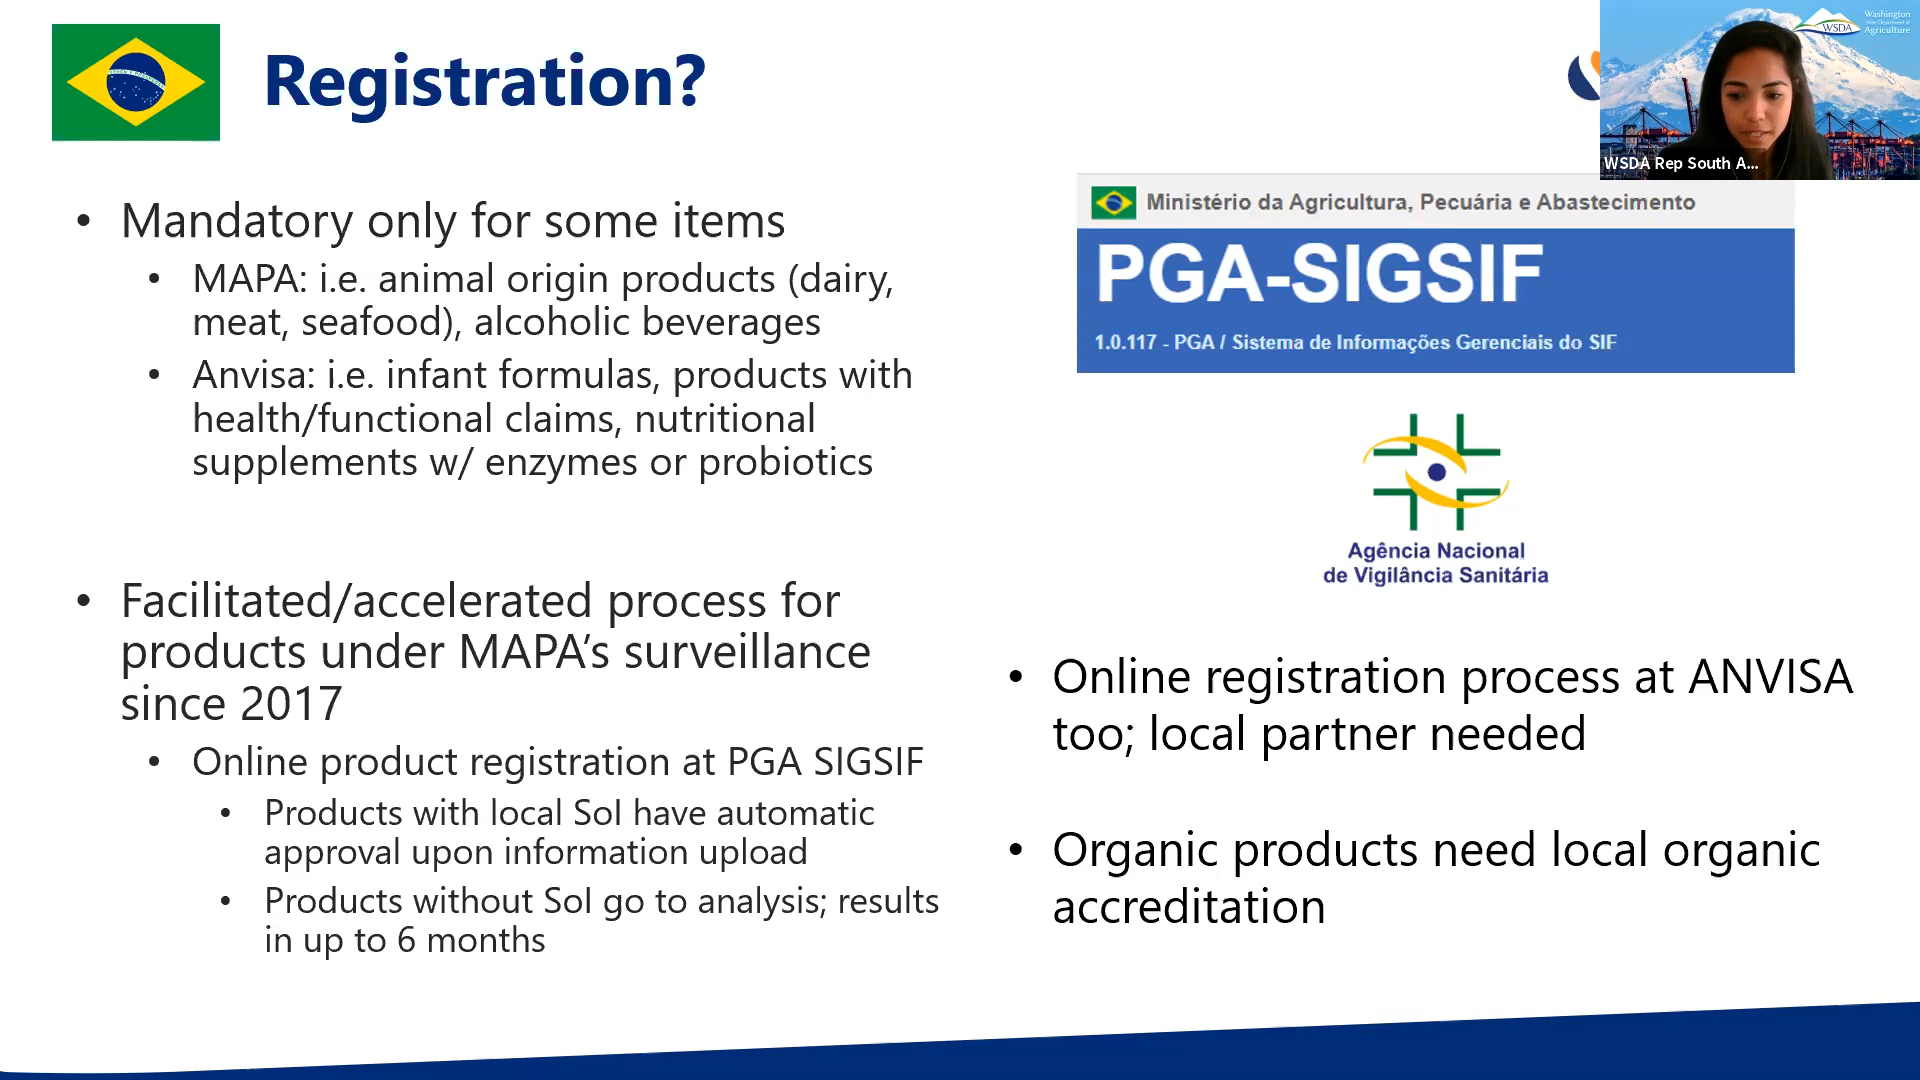 Registration?
Washington
State Department of
Agriculture
WSDA
WSDA Rep South A...
• Mandatory only for some items
• MAPA: i.e. animal origin products (dairy,
meat, seafood), alcoholic beverages
• Anvisa: i.e. infant formulas, products with
health/functional claims, nutritional
supplements w/ enzymes or probiotics
• Facilitated/accelerated process for
products under MAPA’s surveillance
since 2017
• Online product registration at PGA SIGSIF
• Products with local SoI have automatic
approval upon information upload
• Products without SoI go to analysis; results
in up to 6 months
Ministério da Agricultura, Pecuária e Abastecimento
PGA-SIGSIF
1.0.117 - PGA / Sistema de Informações Gerenciais do SIF
Agência Nacional
de Vigilância Sanitária
• Online registration process at ANVISA
too; local partner needed
• Organic products need local organic
accreditation